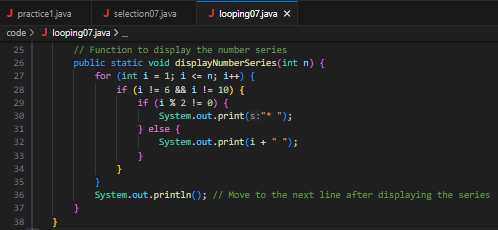 practice1.java selection07.java looping07.java ×
code > looping07.java > ...
25 // Function to display the number series
26 public static void displayNumberSeries(int n) {
27 for (int i = 1; i <= n; i++) {
28 if (i != 6 && i != 10) {
29 if (i % 2 != 0) {
30 System.out.print(s:"* ");
31 } else {
32 System.out.print(i + " ");
33 }
34 }
35 }
36 System.out.println(); // Move to the next line after displaying the series
37 }
38 }